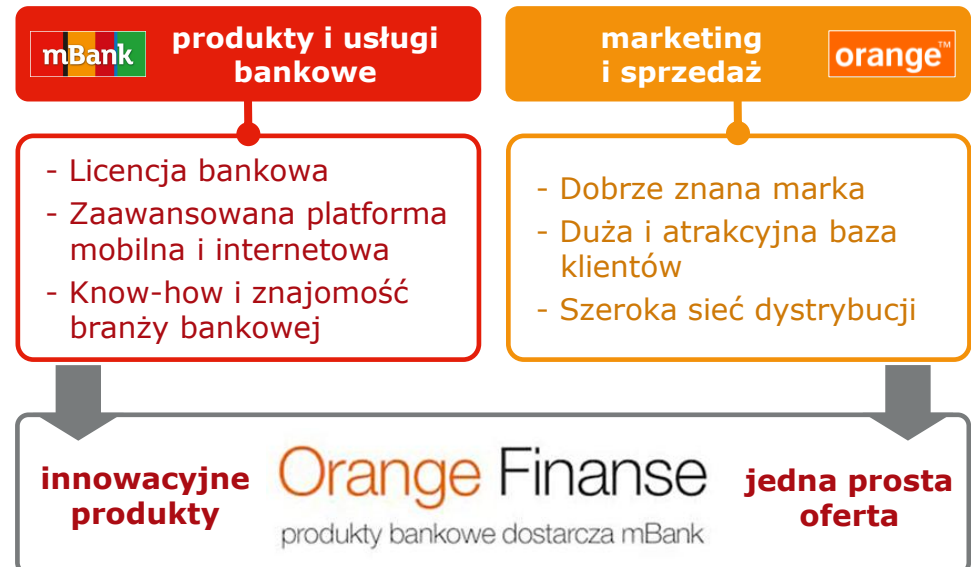 mBank
produkty i usługi
bankowe
marketing
i sprzedaż
orange™
- Licencja bankowa
- Zaawansowana platforma
mobilna i internetowa
- Know-how i znajomość
branży bankowej
- Dobrze znana marka
- Duża i atrakcyjna baza
klientów
- Szeroka sieć dystrybucji
innowacyjne
produkty
Orange Finanse
produkty bankowe dostarcza mBank
jedna prosta
oferta